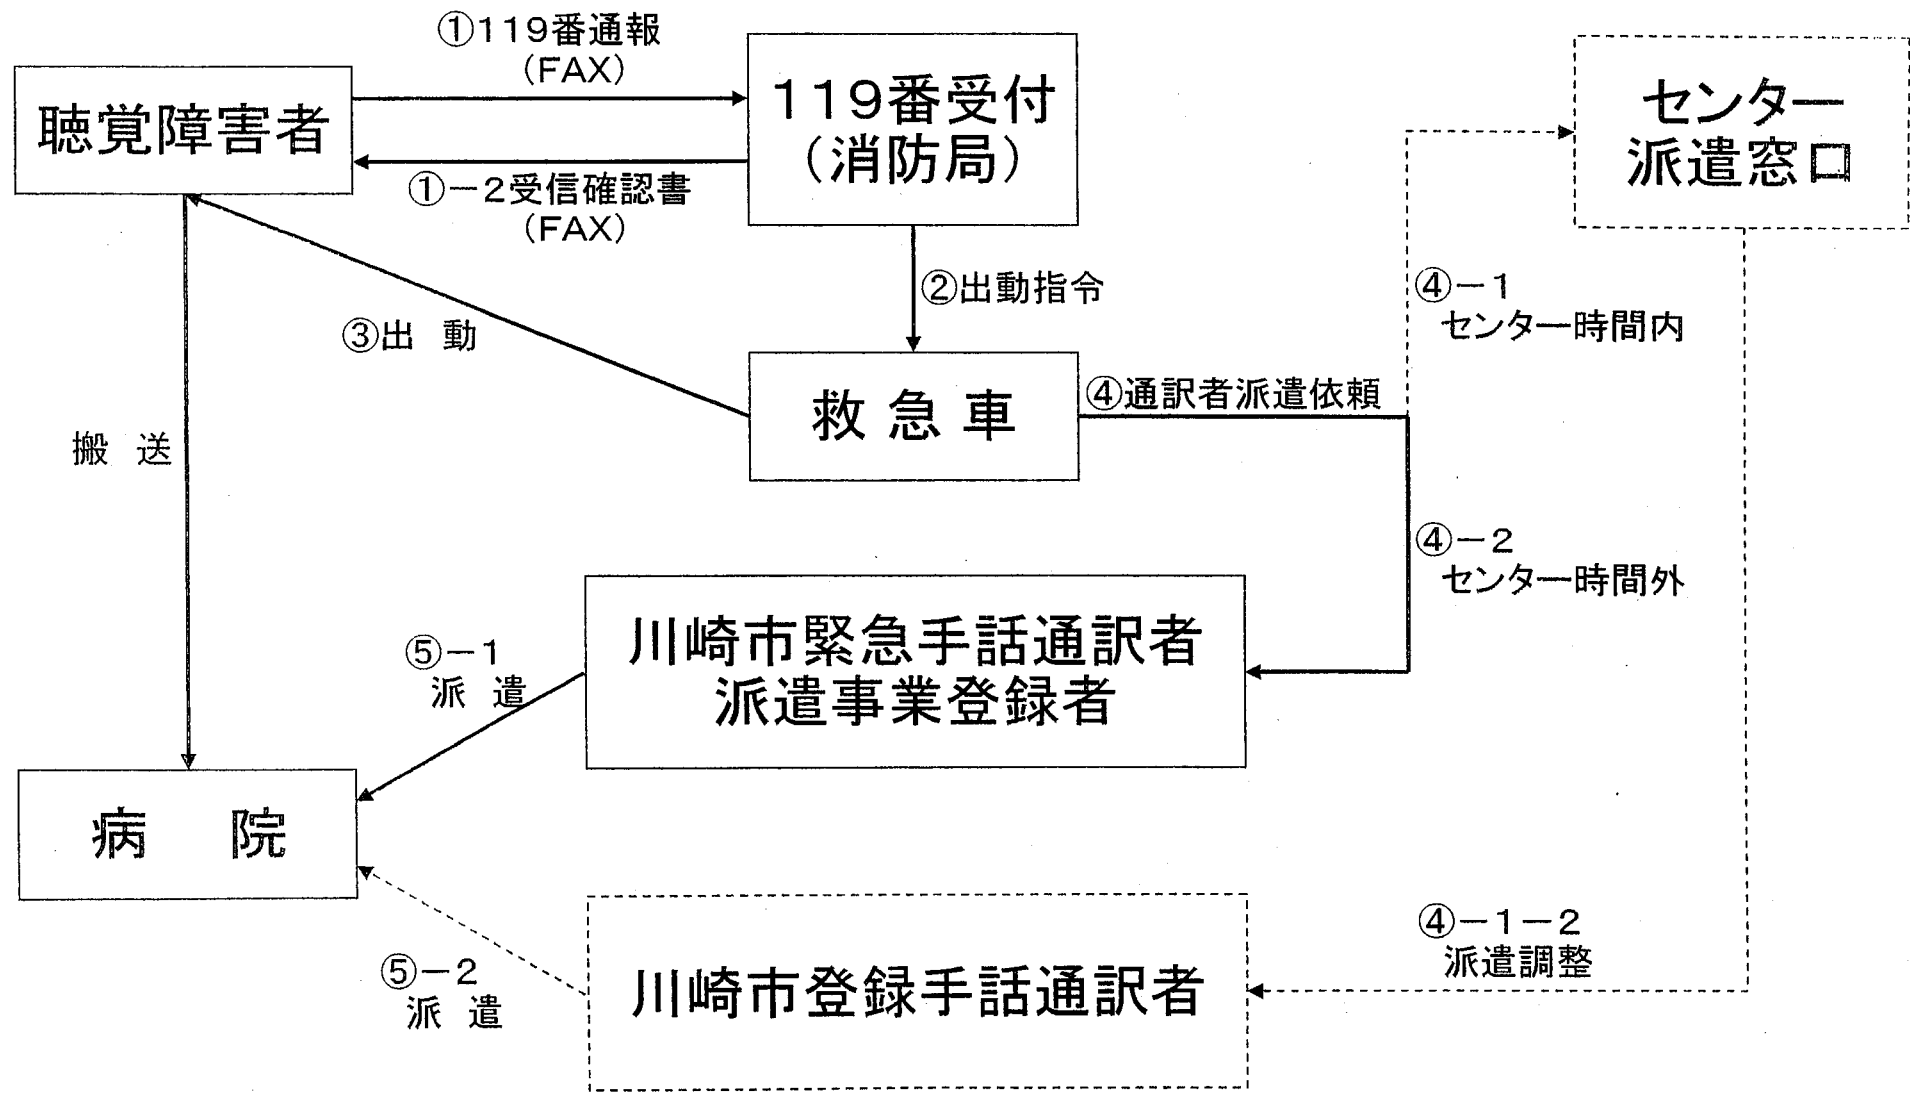 ①119番通報
(FAX)
聴覚障害者
119番受付
(消防局)
センター
派遣窓口
①-2受信確認書
(FAX)
②出動指令
④-1
センター時間内
③出 動
救 急 車
④通訳者派遣依頼
搬 送
④-2
センター時間外
川崎市緊急手話通訳者
派遣事業登録者
⑤-1
派 遣
病 院
④-1-2
派遣調整
川崎市登録手話通訳者
⑤-2
派 遣